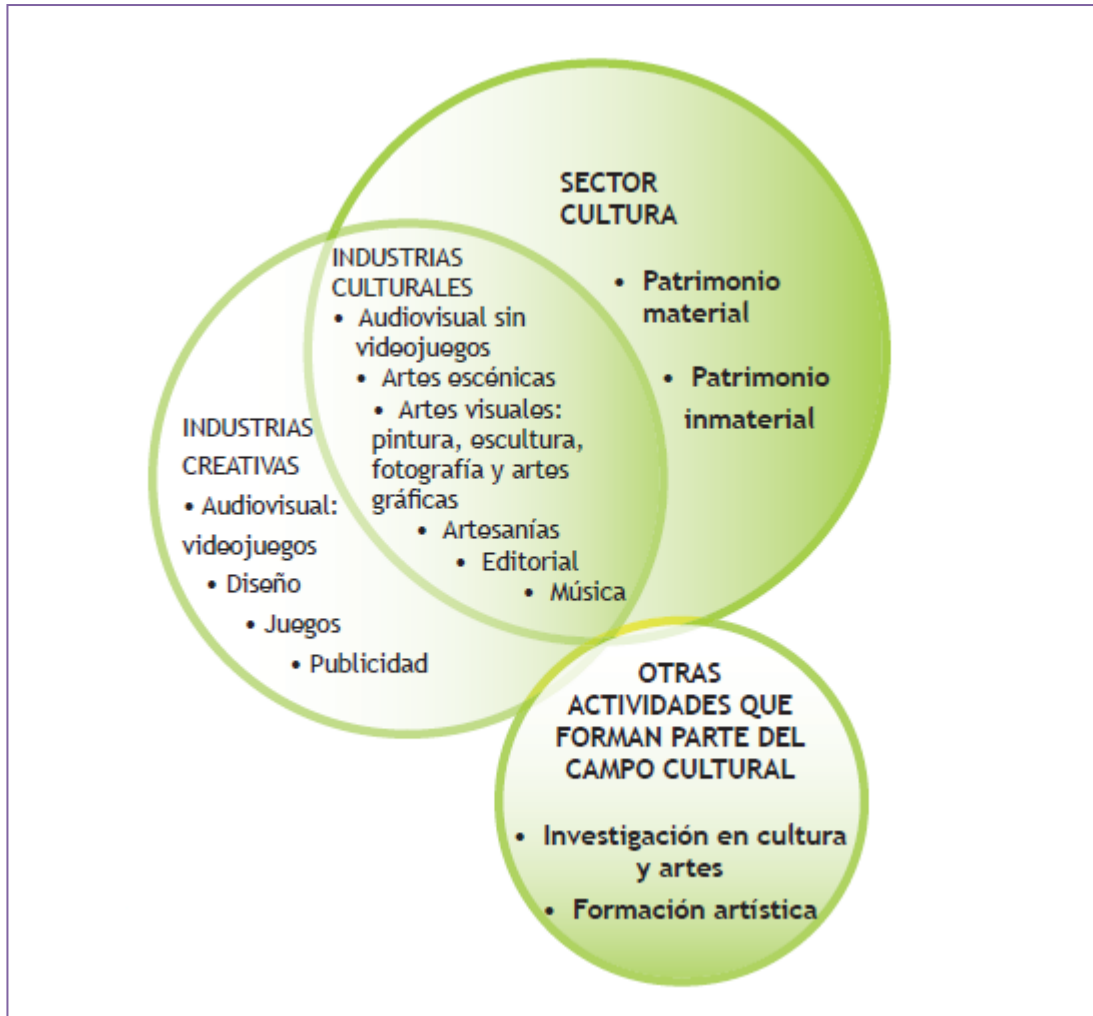 SECTOR
CULTURA
• Patrimonio
material
• Patrimonio
inmaterial
INDUSTRIAS
CULTURALES
• Audiovisual sin
videojuegos
• Artes escénicas
• Artes visuales:
pintura, escultura,
fotografía y artes
gráficas
• Artesanías
• Editorial
• Música
INDUSTRIAS
CREATIVAS
• Audiovisual:
videojuegos
• Diseño
• Juegos
• Publicidad
OTRAS
ACTIVIDADES QUE
FORMAN PARTE DEL
CAMPO CULTURAL
• Investigación en cultura
y artes
• Formación artística